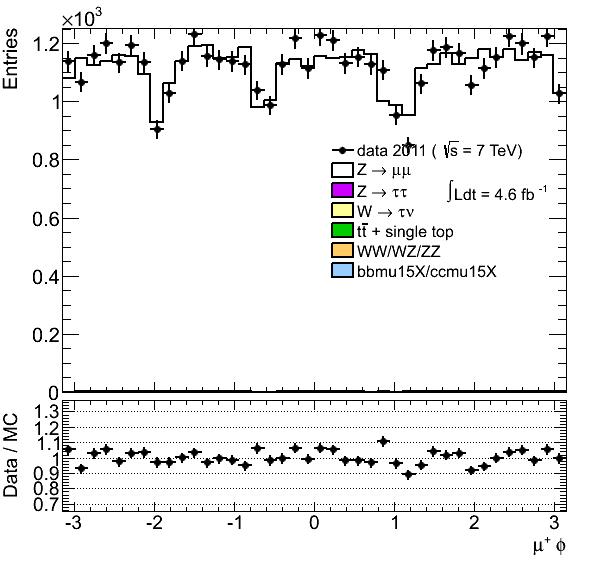 ×10³
Entries
1.2
1
0.8
0.6
0.4
0.2
0
data 2011 ( √s = 7 TeV)
Z → μμ
Z → ττ
∫Ldt = 4.6 fb⁻¹
W → τν
tt̄ + single top
WW/WZ/ZZ
bbmu15X/ccmu15X
Data / MC
1.3
1.2
1.1
1.0
0.9
0.8
0.7
-3 -2 -1 0 1 2 3
μ⁺ ϕ